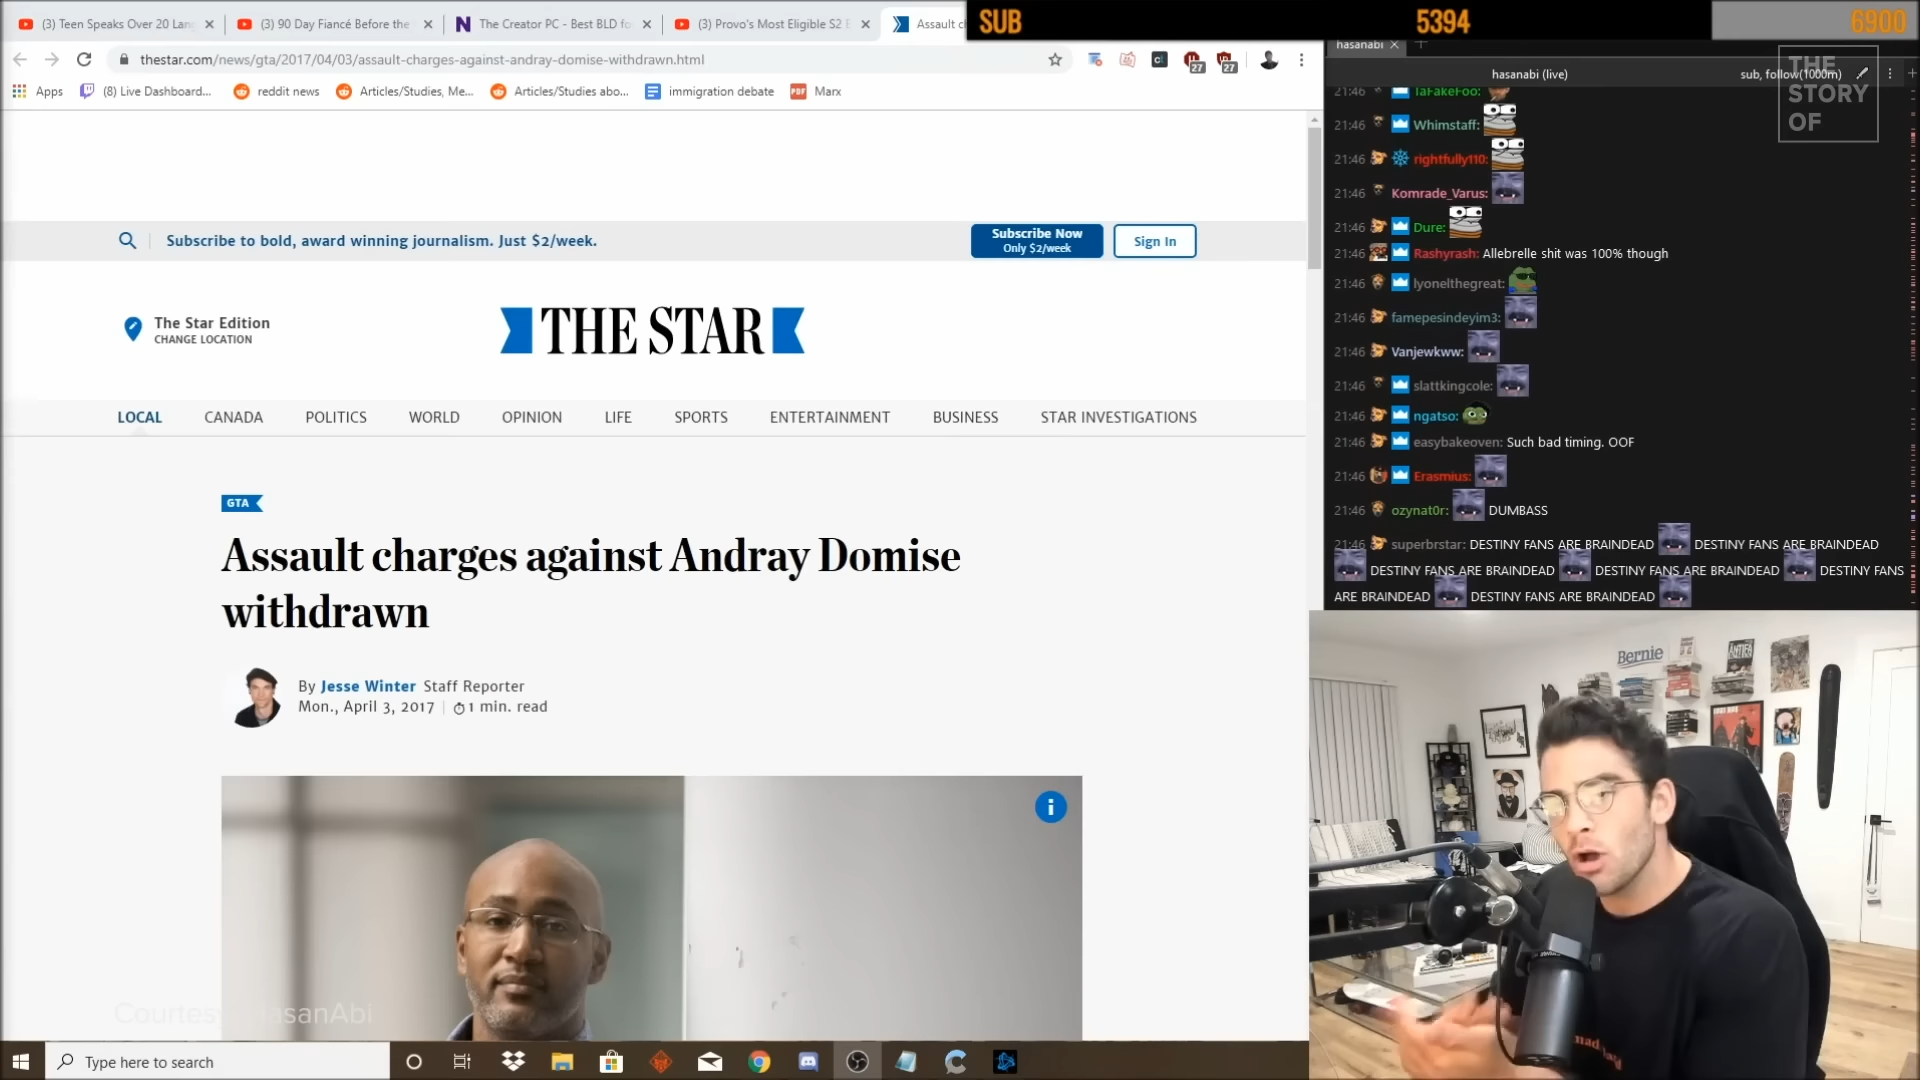 (3) Teen Speaks Over 20 Lan
(3) 90 Day Fiancé Before the
The Creator PC - Best BLD fo
(3) Provo's Most Eligible S2 E
Assault ch
SUB
5394
6900
thestar.com/news/gta/2017/04/03/assault-charges-against-andray-domise-withdrawn.html
27
27
Apps
(8) Live Dashboard...
reddit news
Articles/Studies, Me...
Articles/Studies abo...
immigration debate
PDF
Marx
Subscribe to bold, award winning journalism. Just $2/week.
Subscribe Now
Only $2/week
Sign In
The Star Edition
CHANGE LOCATION
THE STAR
LOCAL
CANADA
POLITICS
WORLD
OPINION
LIFE
SPORTS
ENTERTAINMENT
BUSINESS
STAR INVESTIGATIONS
GTA
Assault charges against Andray Domise
withdrawn
By Jesse Winter Staff Reporter
Mon., April 3, 2017 | 1 min. read
i
HasanAbi
Type here to search
hasanabi
hasanabi (live)
sub, follow(1000m)
THE
STORY
OF
21:46 TaFakeFoo:
21:46 Whimstaff:
21:46 rightfully110:
21:46 Komrade_Varus:
21:46 Dure:
21:46 Rashyrash: Allebrelle shit was 100% though
21:46 lyonelthegreat:
21:46 famepesindeyim3:
21:46 Vanjewkww:
21:46 slattkingcole:
21:46 ngatso:
21:46 easybakeoven: Such bad timing. OOF
21:46 Erasmius:
21:46 ozynat0r: DUMBASS
21:46 superbrstar: DESTINY FANS ARE BRAINDEAD DESTINY FANS ARE BRAINDEAD
DESTINY FANS ARE BRAINDEAD DESTINY FANS ARE BRAINDEAD DESTINY FANS
ARE BRAINDEAD DESTINY FANS ARE BRAINDEAD
Bernie
ANTIFA